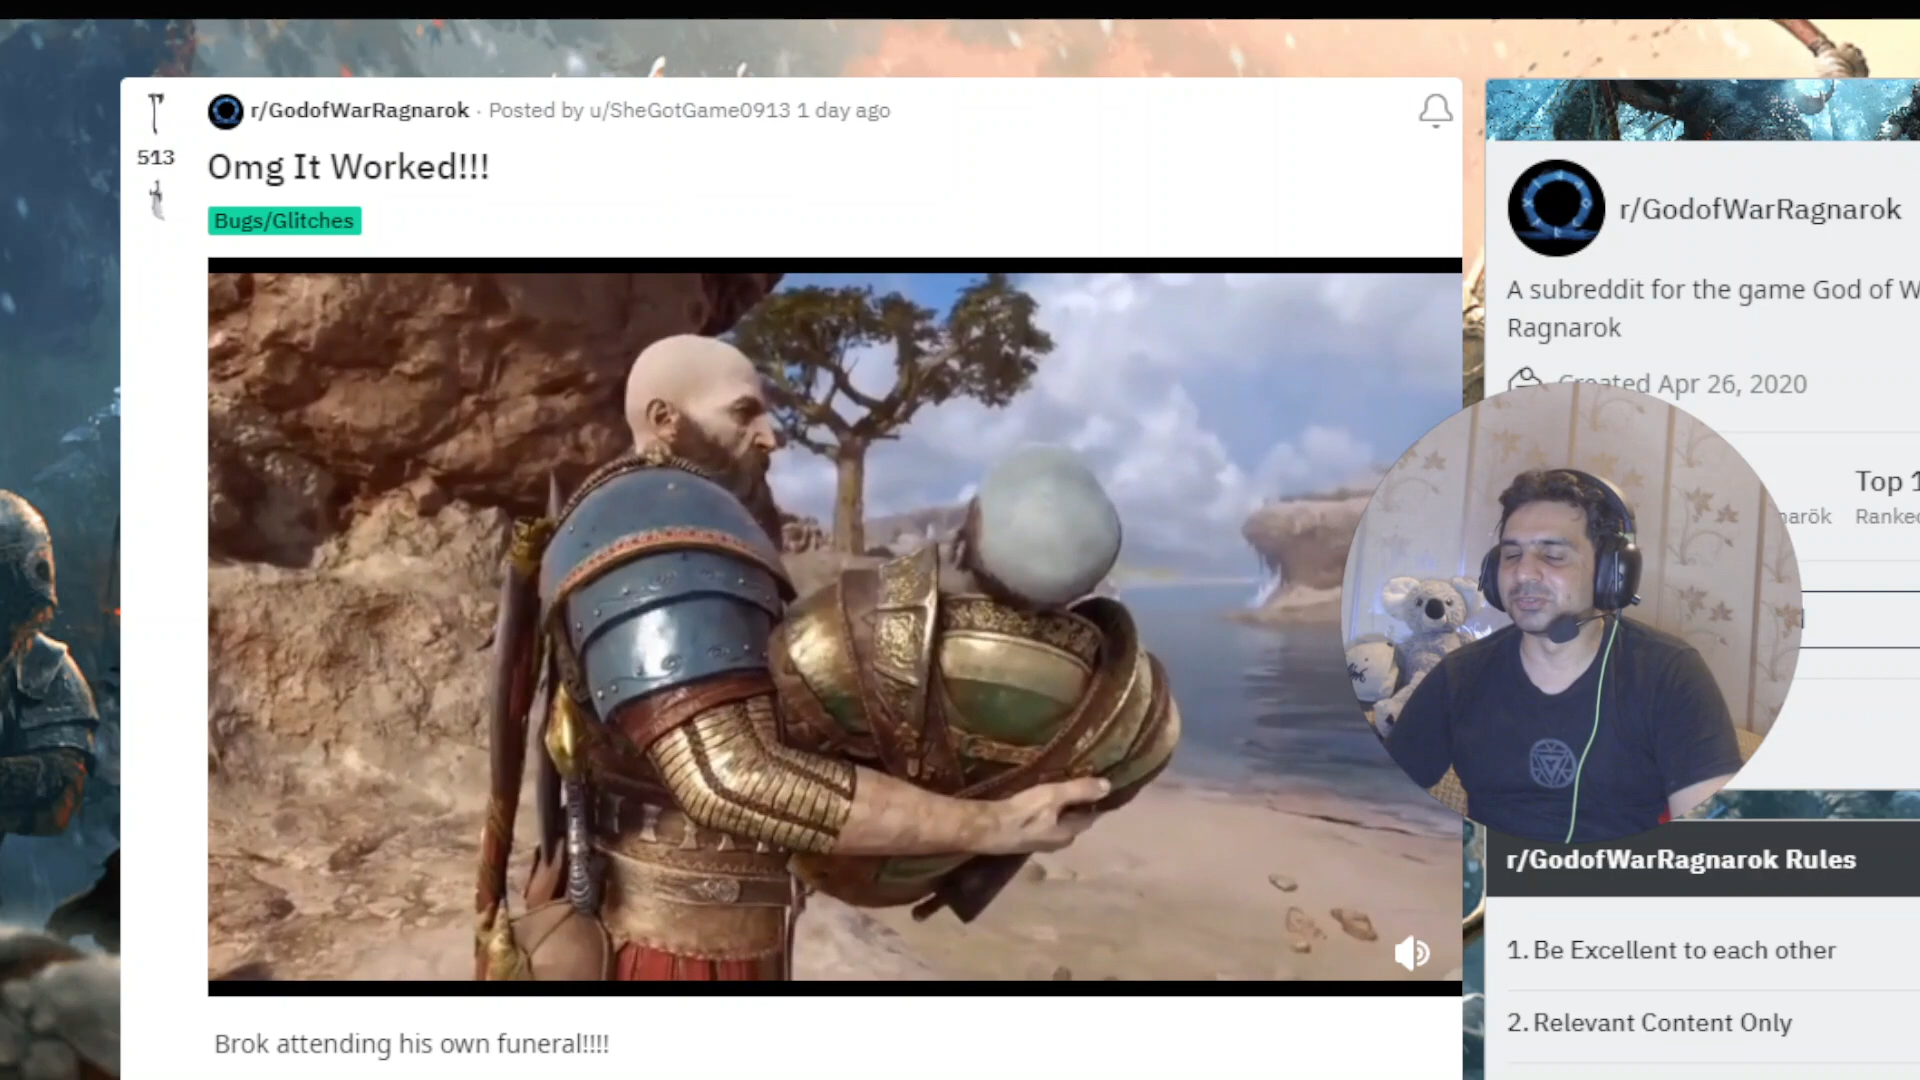 r/GodofWarRagnarok · Posted by u/SheGotGame0913 1 day ago
513
Omg It Worked!!!
Bugs/Glitches
Brok attending his own funeral!!!!
r/GodofWarRagnarok
A subreddit for the game God of W
Ragnarok
Created Apr 26, 2020
Top 1
narök Ranke
r/GodofWarRagnarok Rules
1. Be Excellent to each other
2. Relevant Content Only